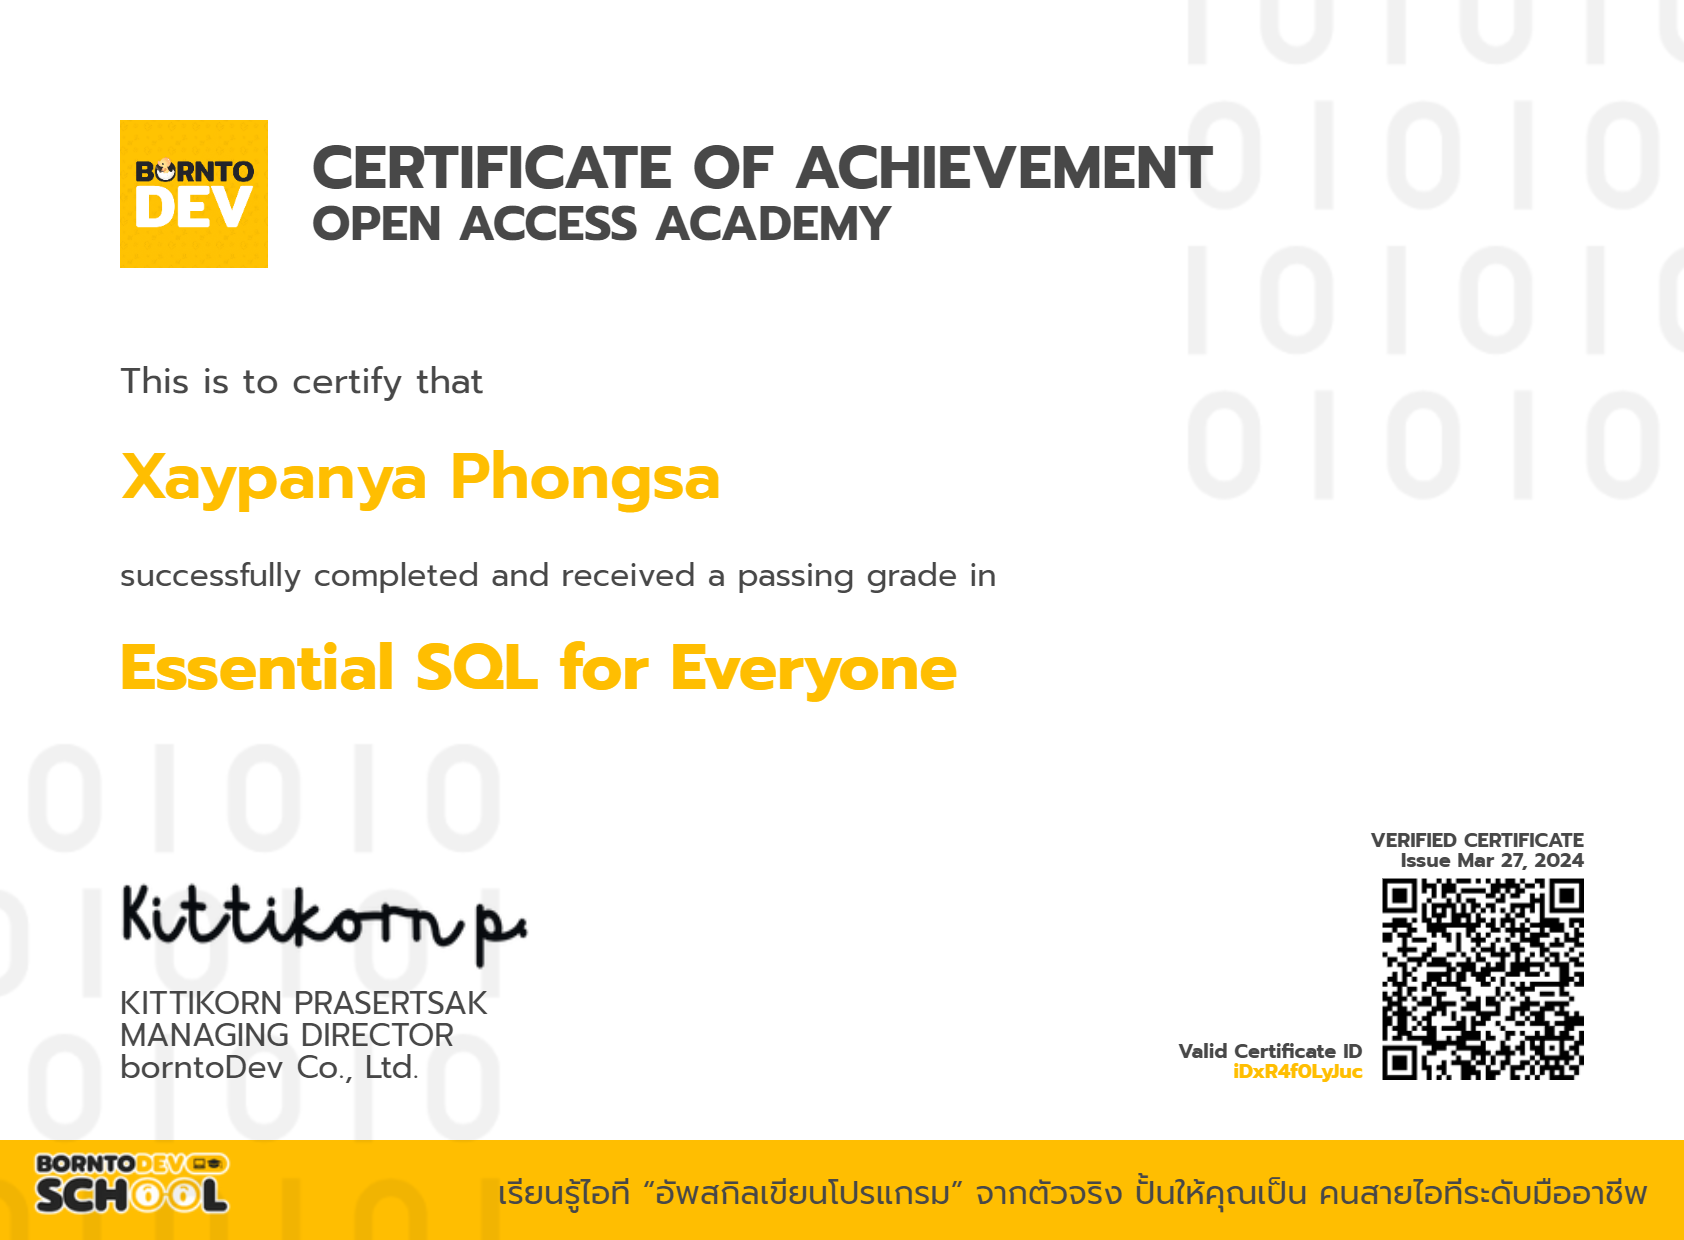 BORNTO
DEV
CERTIFICATE OF ACHIEVEMENT
OPEN ACCESS ACADEMY
This is to certify that
Xaypanya Phongsa
successfully completed and received a passing grade in
Essential SQL for Everyone
VERIFIED CERTIFICATE
Issue Mar 27, 2024
Kittikorn p.
KITTIKORN PRASERTSAK
MANAGING DIRECTOR
borntoDev Co., Ltd.
Valid Certificate ID
iDxR4f0LyJuc
BORNTODEV
SCHOOL
เรียนรู้ไอที “อัพสกิลเขียนโปรแกรม” จากตัวจริง ปั้นให้คุณเป็น คนสายไอทีระดับมืออาชีพ